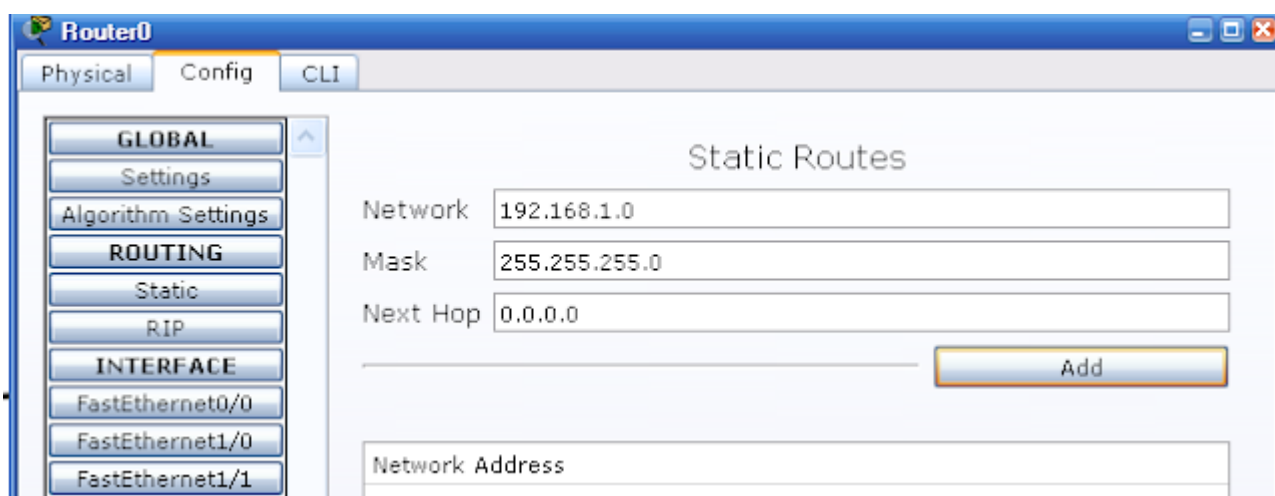 Router0
Physical Config CLI
GLOBAL
Settings
Algorithm Settings
ROUTING
Static
RIP
INTERFACE
FastEthernet0/0
FastEthernet1/0
FastEthernet1/1
Static Routes
Network 192.168.1.0
Mask 255.255.255.0
Next Hop 0.0.0.0
Add
Network Address